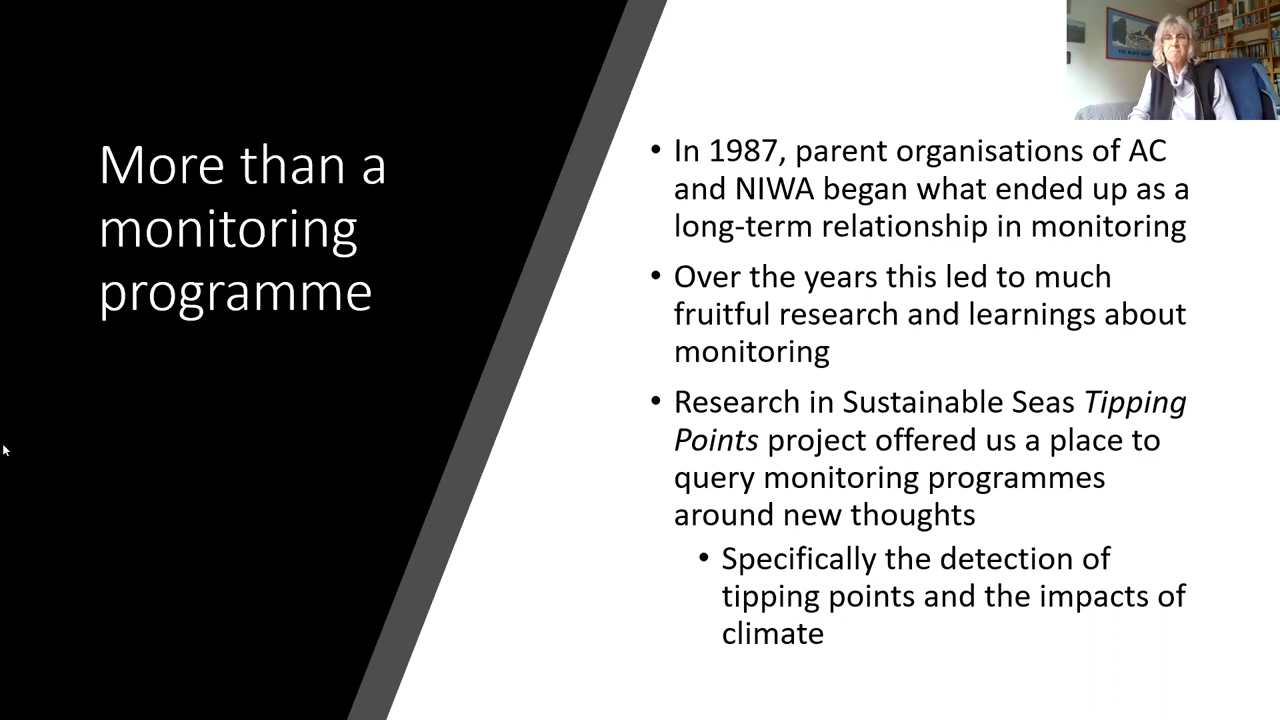 More than a
monitoring
programme
• In 1987, parent organisations of AC
and NIWA began what ended up as a
long-term relationship in monitoring
• Over the years this led to much
fruitful research and learnings about
monitoring
• Research in Sustainable Seas Tipping
Points project offered us a place to
query monitoring programmes
around new thoughts
• Specifically the detection of
tipping points and the impacts of
climate